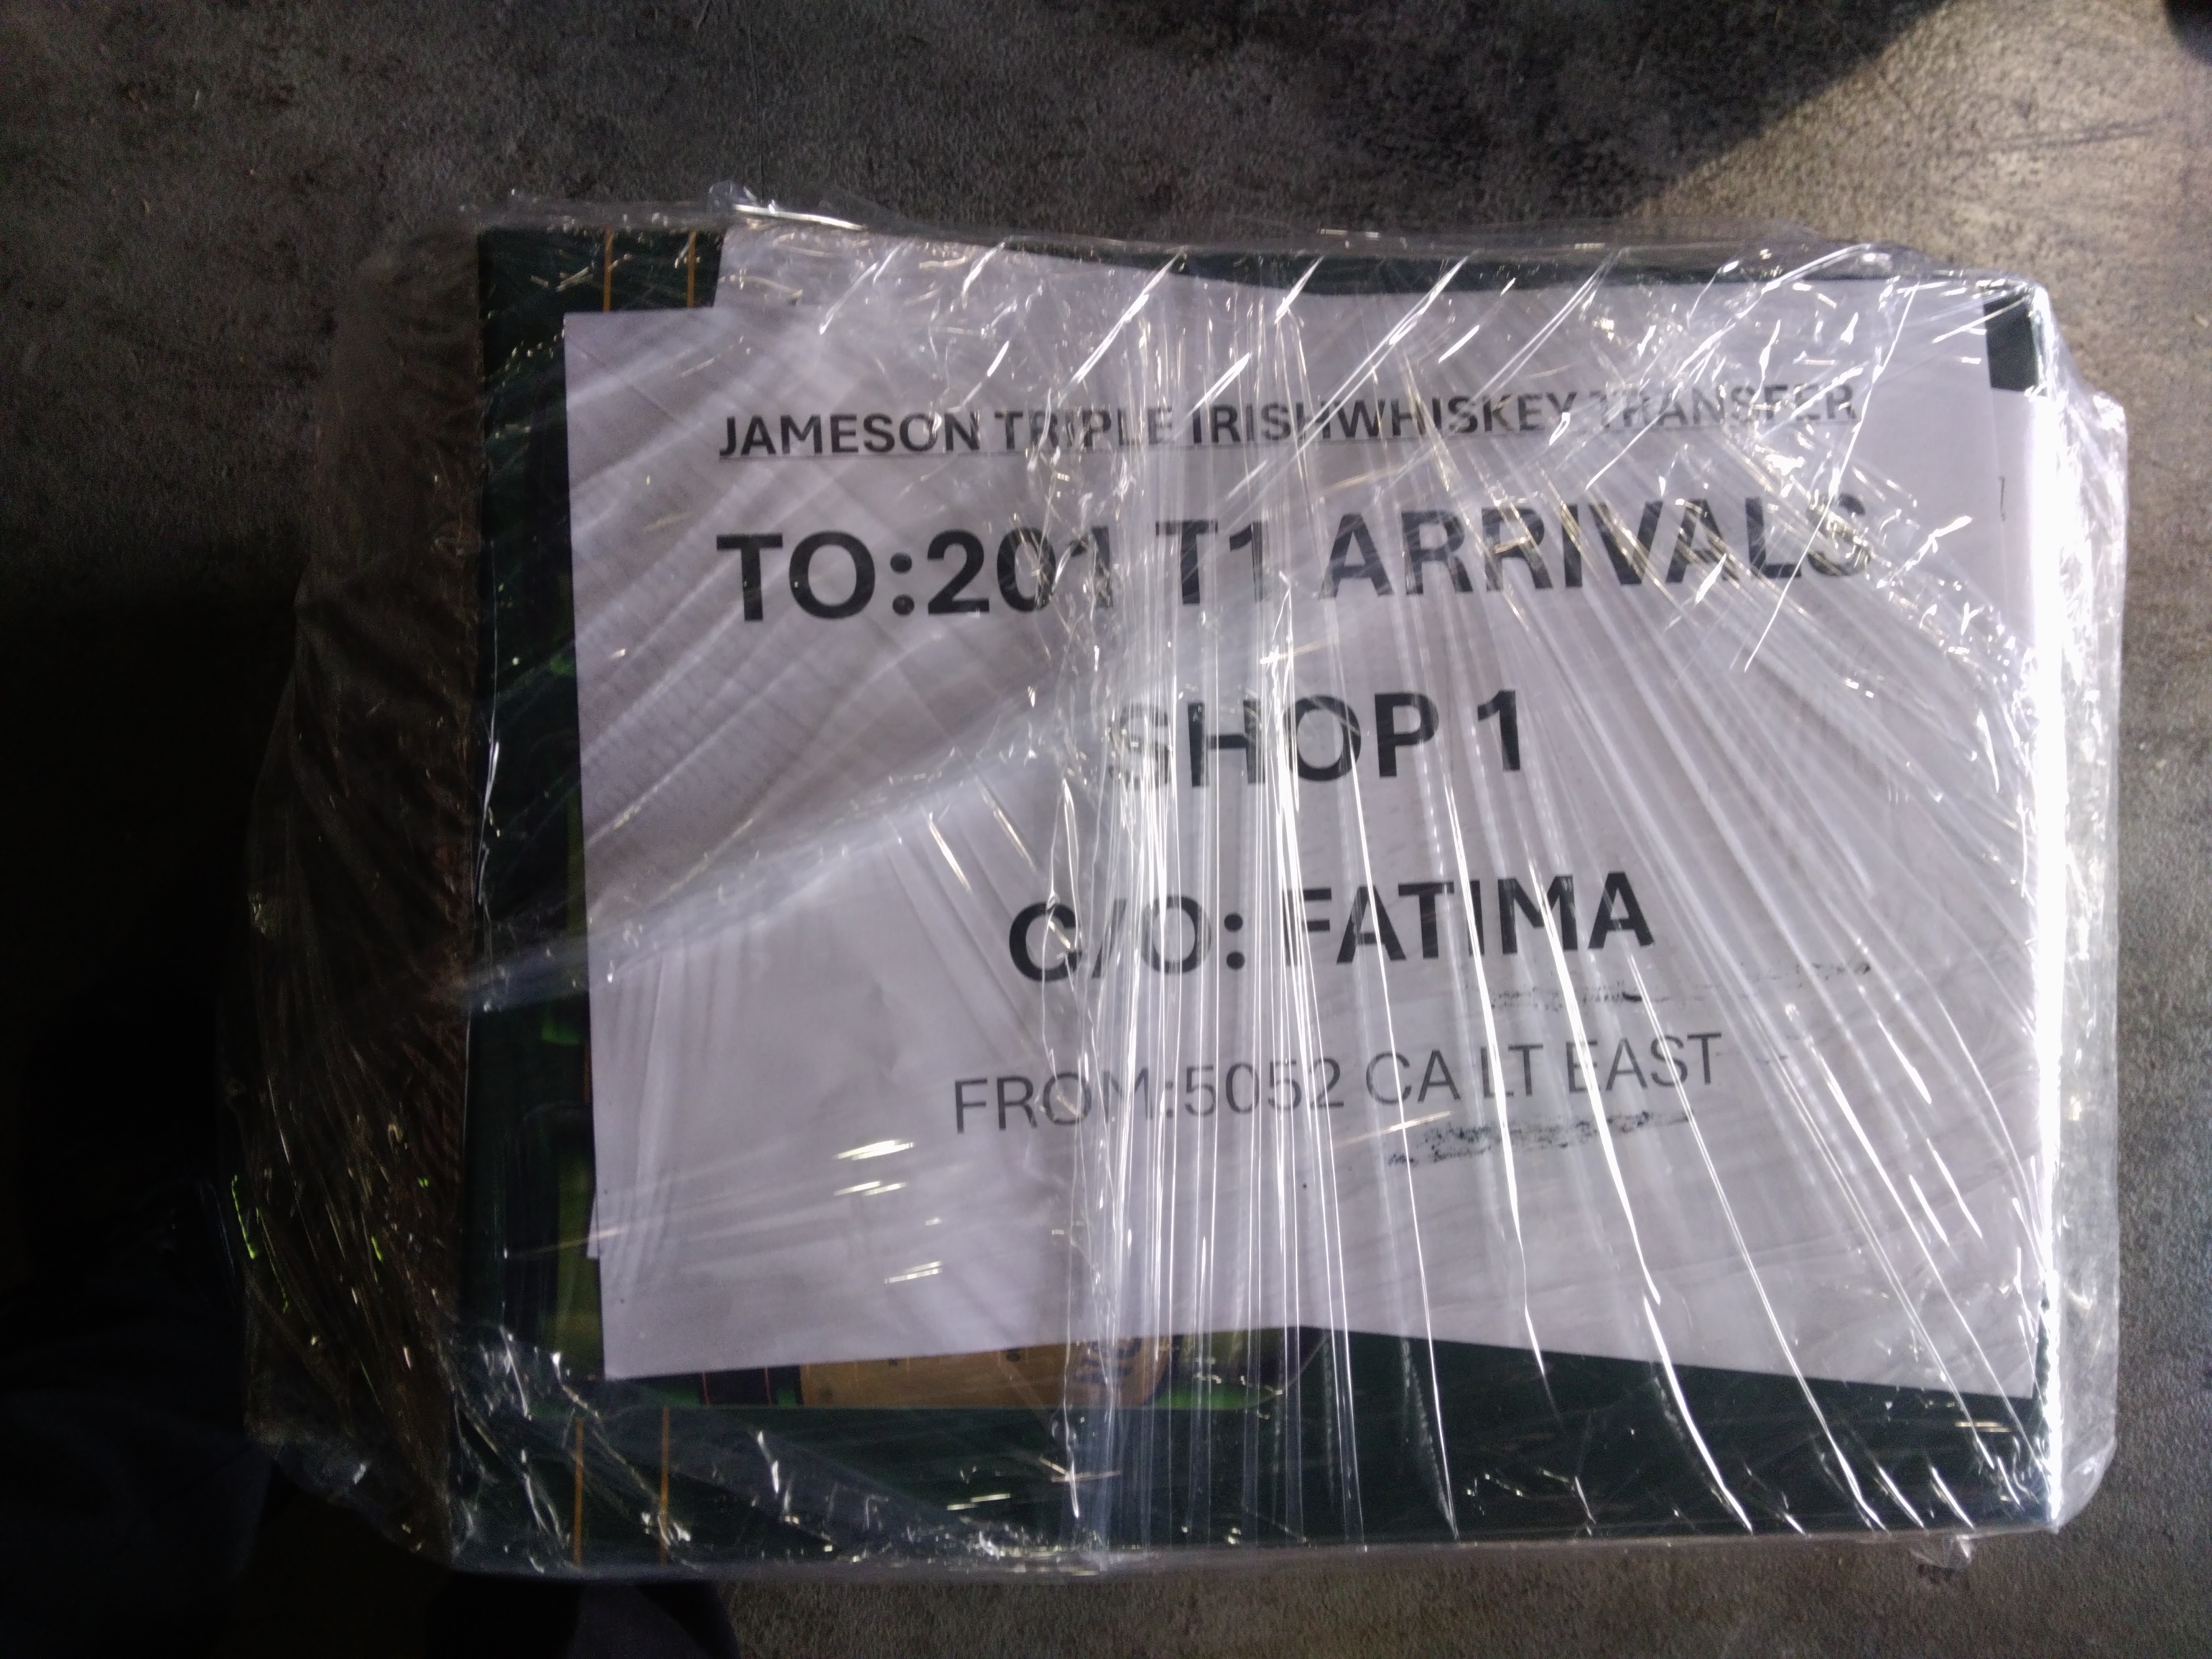 JAMESON TRIPLE IRISHWHISKEY TRANSFER
TO:201 T1 ARRIVALS
SHOP 1
C/O: FATIMA
FROM:5052 CA LT EAST